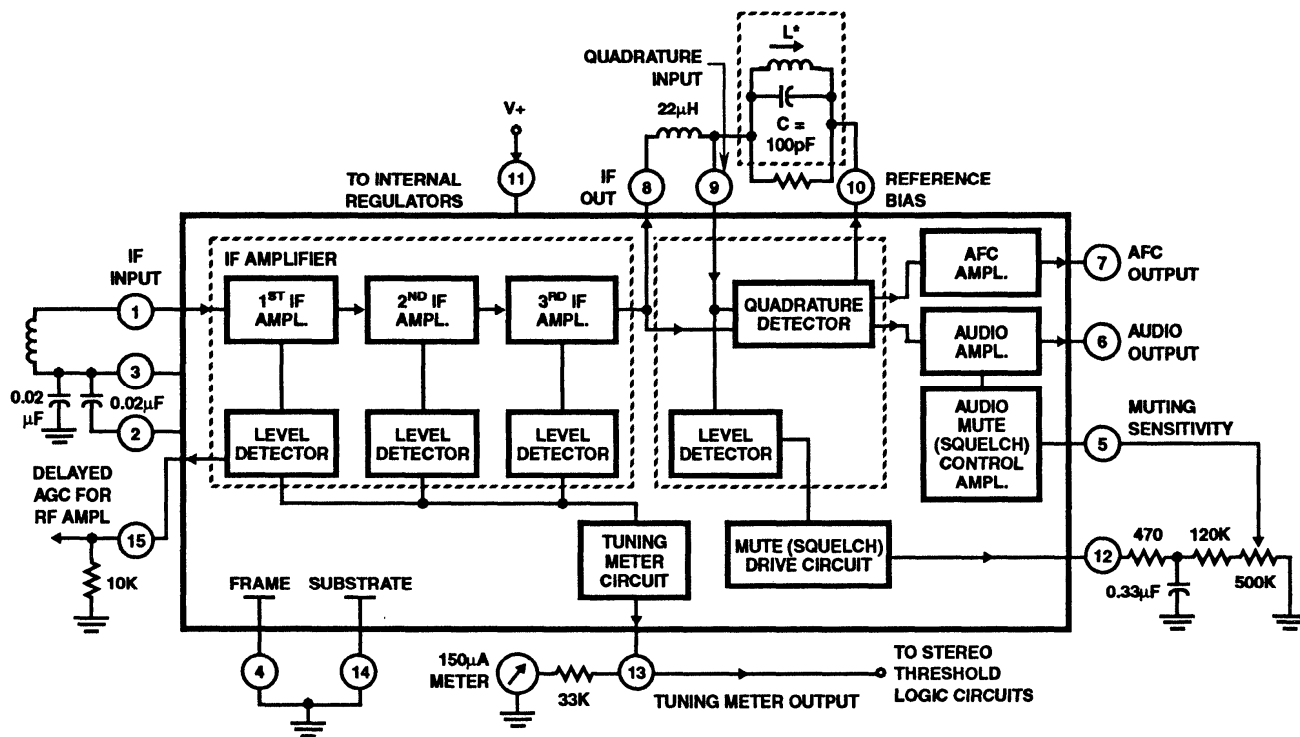 L*
QUADRATURE
INPUT
22μH
C =
100pF
V+
11
8
9
10
TO INTERNAL
REGULATORS
IF
OUT
REFERENCE
BIAS
IF
INPUT
1
3
0.02
μF
0.02μF
2
IF AMPLIFIER
1ST IF
AMPL.
2ND IF
AMPL.
3RD IF
AMPL.
QUADRATURE
DETECTOR
AFC
AMPL.
7
AFC
OUTPUT
AUDIO
AMPL.
6
AUDIO
OUTPUT
LEVEL
DETECTOR
LEVEL
DETECTOR
LEVEL
DETECTOR
LEVEL
DETECTOR
AUDIO
MUTE
(SQUELCH)
CONTROL
AMPL.
5
MUTING
SENSITIVITY
DELAYED
AGC FOR
RF AMPL
15
10K
TUNING
METER
CIRCUIT
MUTE (SQUELCH)
DRIVE CIRCUIT
12
470
120K
0.33μF
500K
FRAME
SUBSTRATE
4
14
150μA
METER
33K
13
TUNING METER OUTPUT
TO STEREO
THRESHOLD
LOGIC CIRCUITS